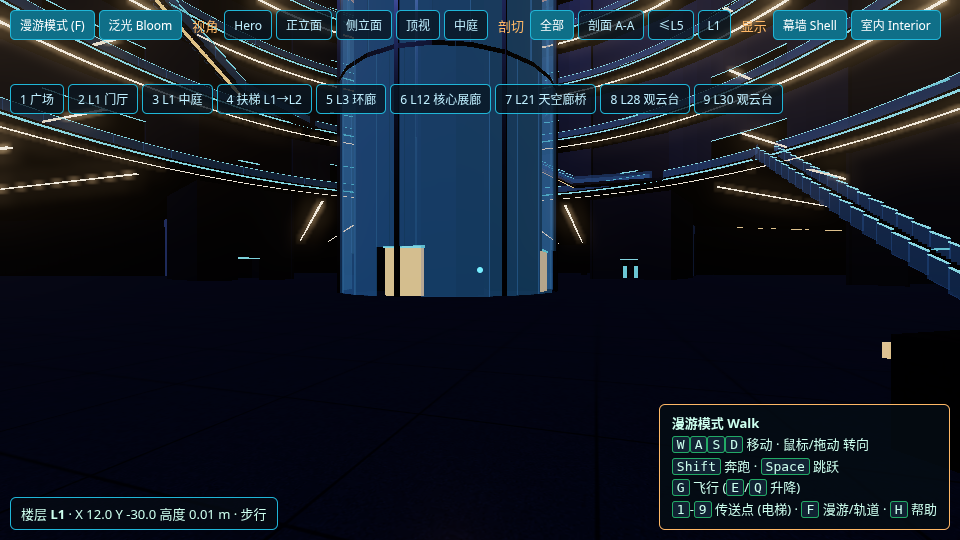 漫游模式 (F) 泛光 Bloom 视角 Hero 正立面 侧立面 顶视 中庭 剖切 全部 剖面 A-A ≤L5 L1 显示 幕墙 Shell 室内 Interior
1 广场 2 L1 门厅 3 L1 中庭 4 扶梯 L1→L2 5 L3 环廊 6 L12 核心展廊 7 L21 天空廊桥 8 L28 观云台 9 L30 观云台
漫游模式 Walk
W A S D 移动 · 鼠标/拖动 转向
Shift 奔跑 · Space 跳跃
G 飞行 (E/Q 升降)
1-9 传送点 (电梯) · F 漫游/轨道 · H 帮助
楼层 L1 · X 12.0 Y -30.0 高度 0.01 m · 步行